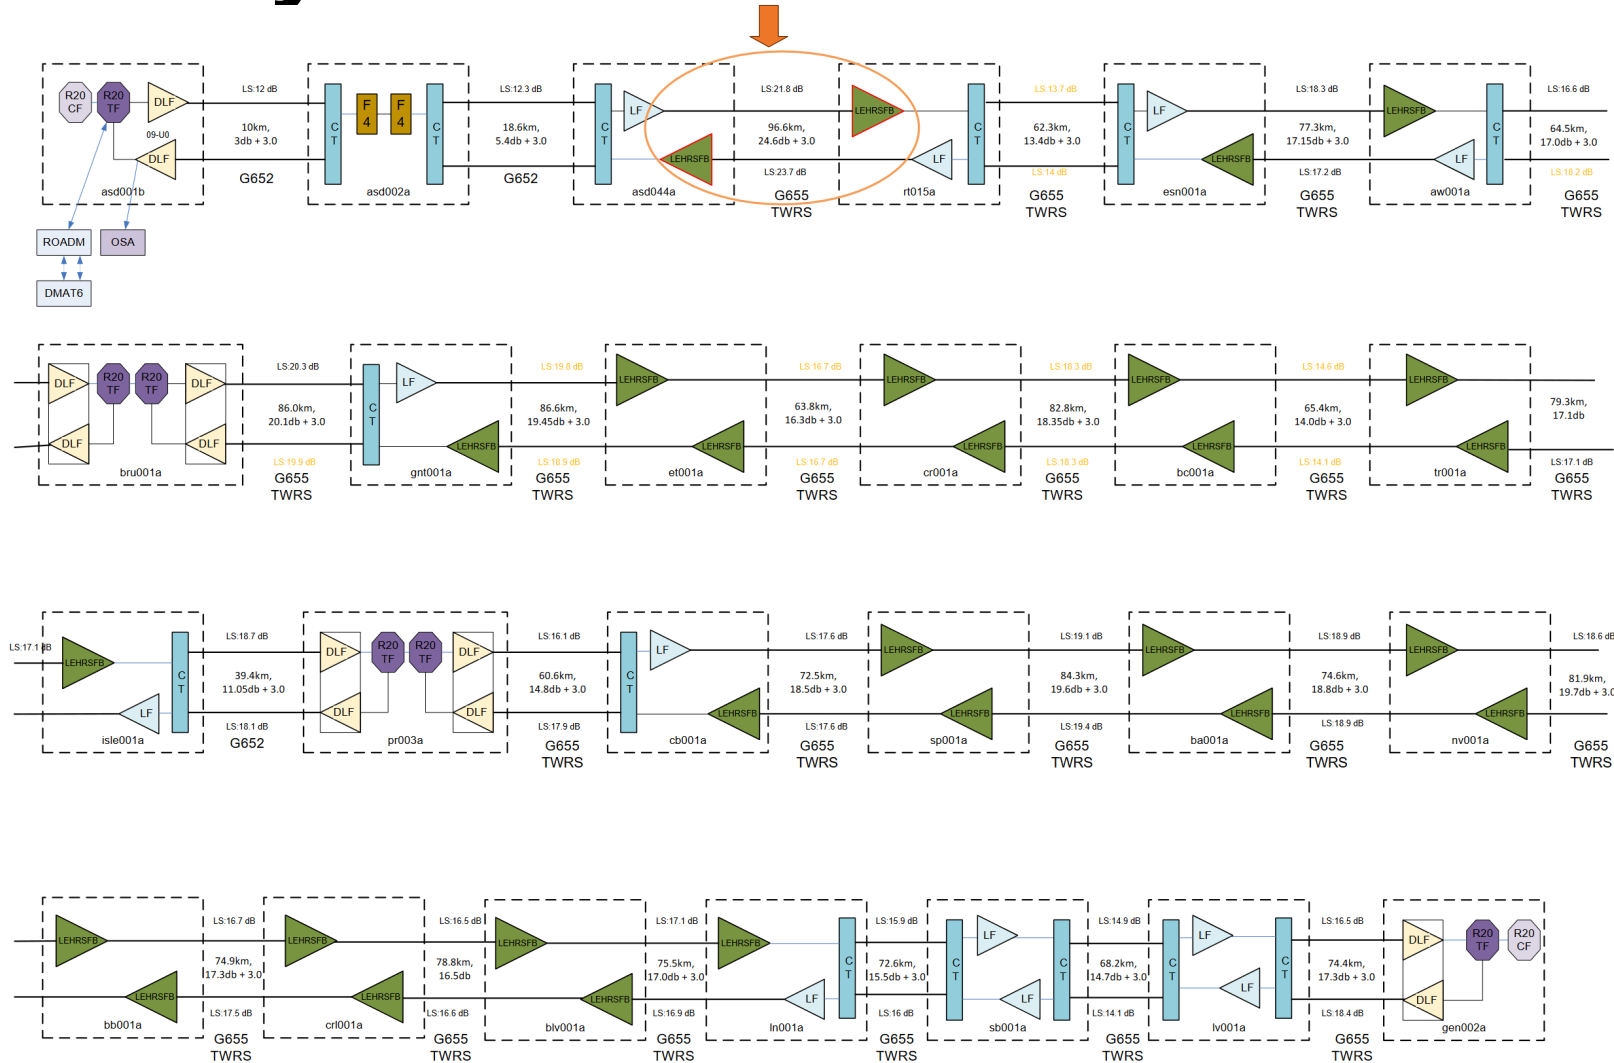 R20
CF
R20
TF
DLF
09-U0
DLF
asd001b
LS:12 dB
10km,
3db + 3.0
G652
C
T
F
4
F
4
C
T
asd002a
LS:12.3 dB
18.6km,
5.4db + 3.0
G652
C
T
LF
LEHRSFB
asd044a
LS:21.8 dB
96.6km,
24.6db + 3.0
LS:23.7 dB
G655
TWRS
LEHRSFB
LF
C
T
rt015a
LS:13.7 dB
62.3km,
13.4db + 3.0
LS:14 dB
G655
TWRS
C
T
LF
LEHRSFB
esn001a
LS:18.3 dB
77.3km,
17.15db + 3.0
LS:17.2 dB
G655
TWRS
LEHRSFB
LF
C
T
aw001a
LS:16.6 dB
64.5km,
17.0db + 3.0
LS:18.2 dB
G655
TWRS
ROADM
OSA
DMAT6
DLF
R20
TF
R20
TF
DLF
DLF
DLF
bru001a
LS:20.3 dB
86.0km,
20.1db + 3.0
LS:19.9 dB
G655
TWRS
C
T
LF
LEHRSFB
gnt001a
LS:19.8 dB
86.6km,
19.45db + 3.0
LS:18.9 dB
G655
TWRS
LEHRSFB
LEHRSFB
et001a
LS:16.7 dB
63.8km,
16.3db + 3.0
LS:16.7 dB
G655
TWRS
LEHRSFB
LEHRSFB
cr001a
LS:18.3 dB
82.8km,
18.35db + 3.0
LS:18.3 dB
G655
TWRS
LEHRSFB
LEHRSFB
bc001a
LS:14.6 dB
65.4km,
14.0db + 3.0
LS:14.1 dB
G655
TWRS
LEHRSFB
LEHRSFB
tr001a
79.3km,
17.1db
LS:17.1 dB
G655
TWRS
LS:17.1 dB
LEHRSFB
LF
C
T
isle001a
LS:18.7 dB
39.4km,
11.05db + 3.0
LS:18.1 dB
G652
DLF
R20
TF
R20
TF
DLF
DLF
DLF
pr003a
LS:16.1 dB
60.6km,
14.8db + 3.0
LS:17.9 dB
G655
TWRS
C
T
LF
LEHRSFB
cb001a
LS:17.6 dB
72.5km,
18.5db + 3.0
LS:17.6 dB
G655
TWRS
LEHRSFB
LEHRSFB
sp001a
LS:19.1 dB
84.3km,
19.6db + 3.0
LS:19.4 dB
G655
TWRS
LEHRSFB
LEHRSFB
ba001a
LS:18.9 dB
74.6km,
18.8db + 3.0
LS:18.9 dB
G655
TWRS
LEHRSFB
LEHRSFB
nv001a
LS:18.6 dB
81.9km,
19.7db + 3.0
G655
TWRS
LEHRSFB
LEHRSFB
bb001a
LS:16.7 dB
74.9km,
17.3db + 3.0
LS:17.5 dB
G655
TWRS
LEHRSFB
LEHRSFB
crl001a
LS:16.5 dB
78.8km,
16.5db
LS:16.6 dB
G655
TWRS
LEHRSFB
LEHRSFB
blv001a
LS:17.1 dB
75.5km,
17.0db + 3.0
LS:16.9 dB
G655
TWRS
LEHRSFB
LF
C
T
ln001a
LS:15.9 dB
72.6km,
15.5db + 3.0
LS:16 dB
G655
TWRS
C
T
LF
LF
C
T
sb001a
LS:14.9 dB
68.2km,
14.7db + 3.0
LS:14.1 dB
G655
TWRS
C
T
LF
LF
C
T
lv001a
LS:16.5 dB
74.4km,
17.3db + 3.0
LS:18.4 dB
G655
TWRS
DLF
R20
TF
R20
CF
DLF
gen002a